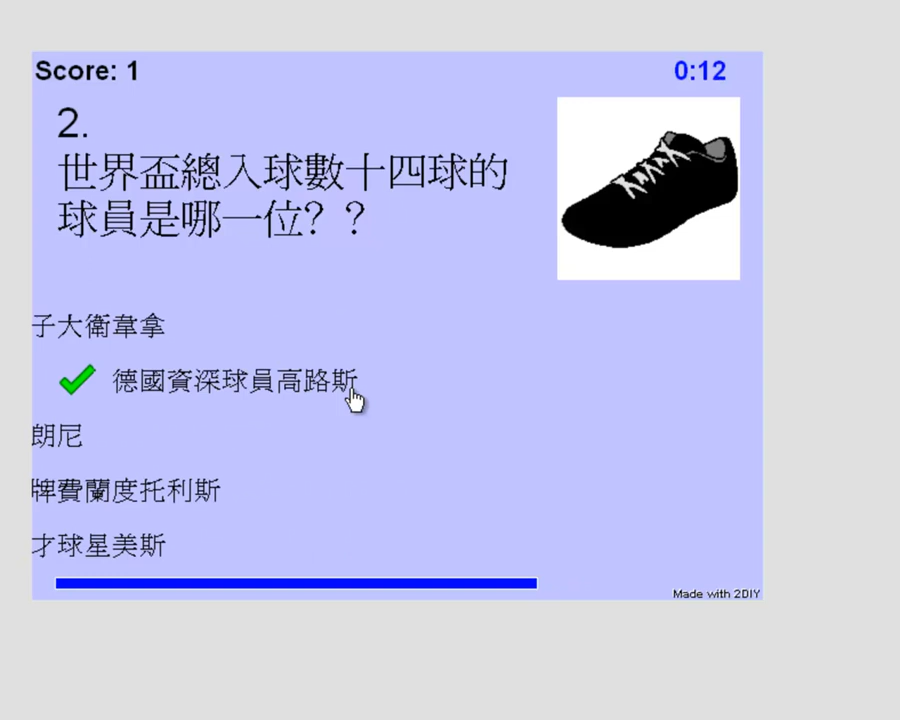 Score: 1
0:12
2.
世界盃總入球數十四球的
球員是哪一位？？
子大衛韋拿
德國資深球員高路斯
朗尼
牌費蘭度托利斯
才球星美斯
Made with 2DIY